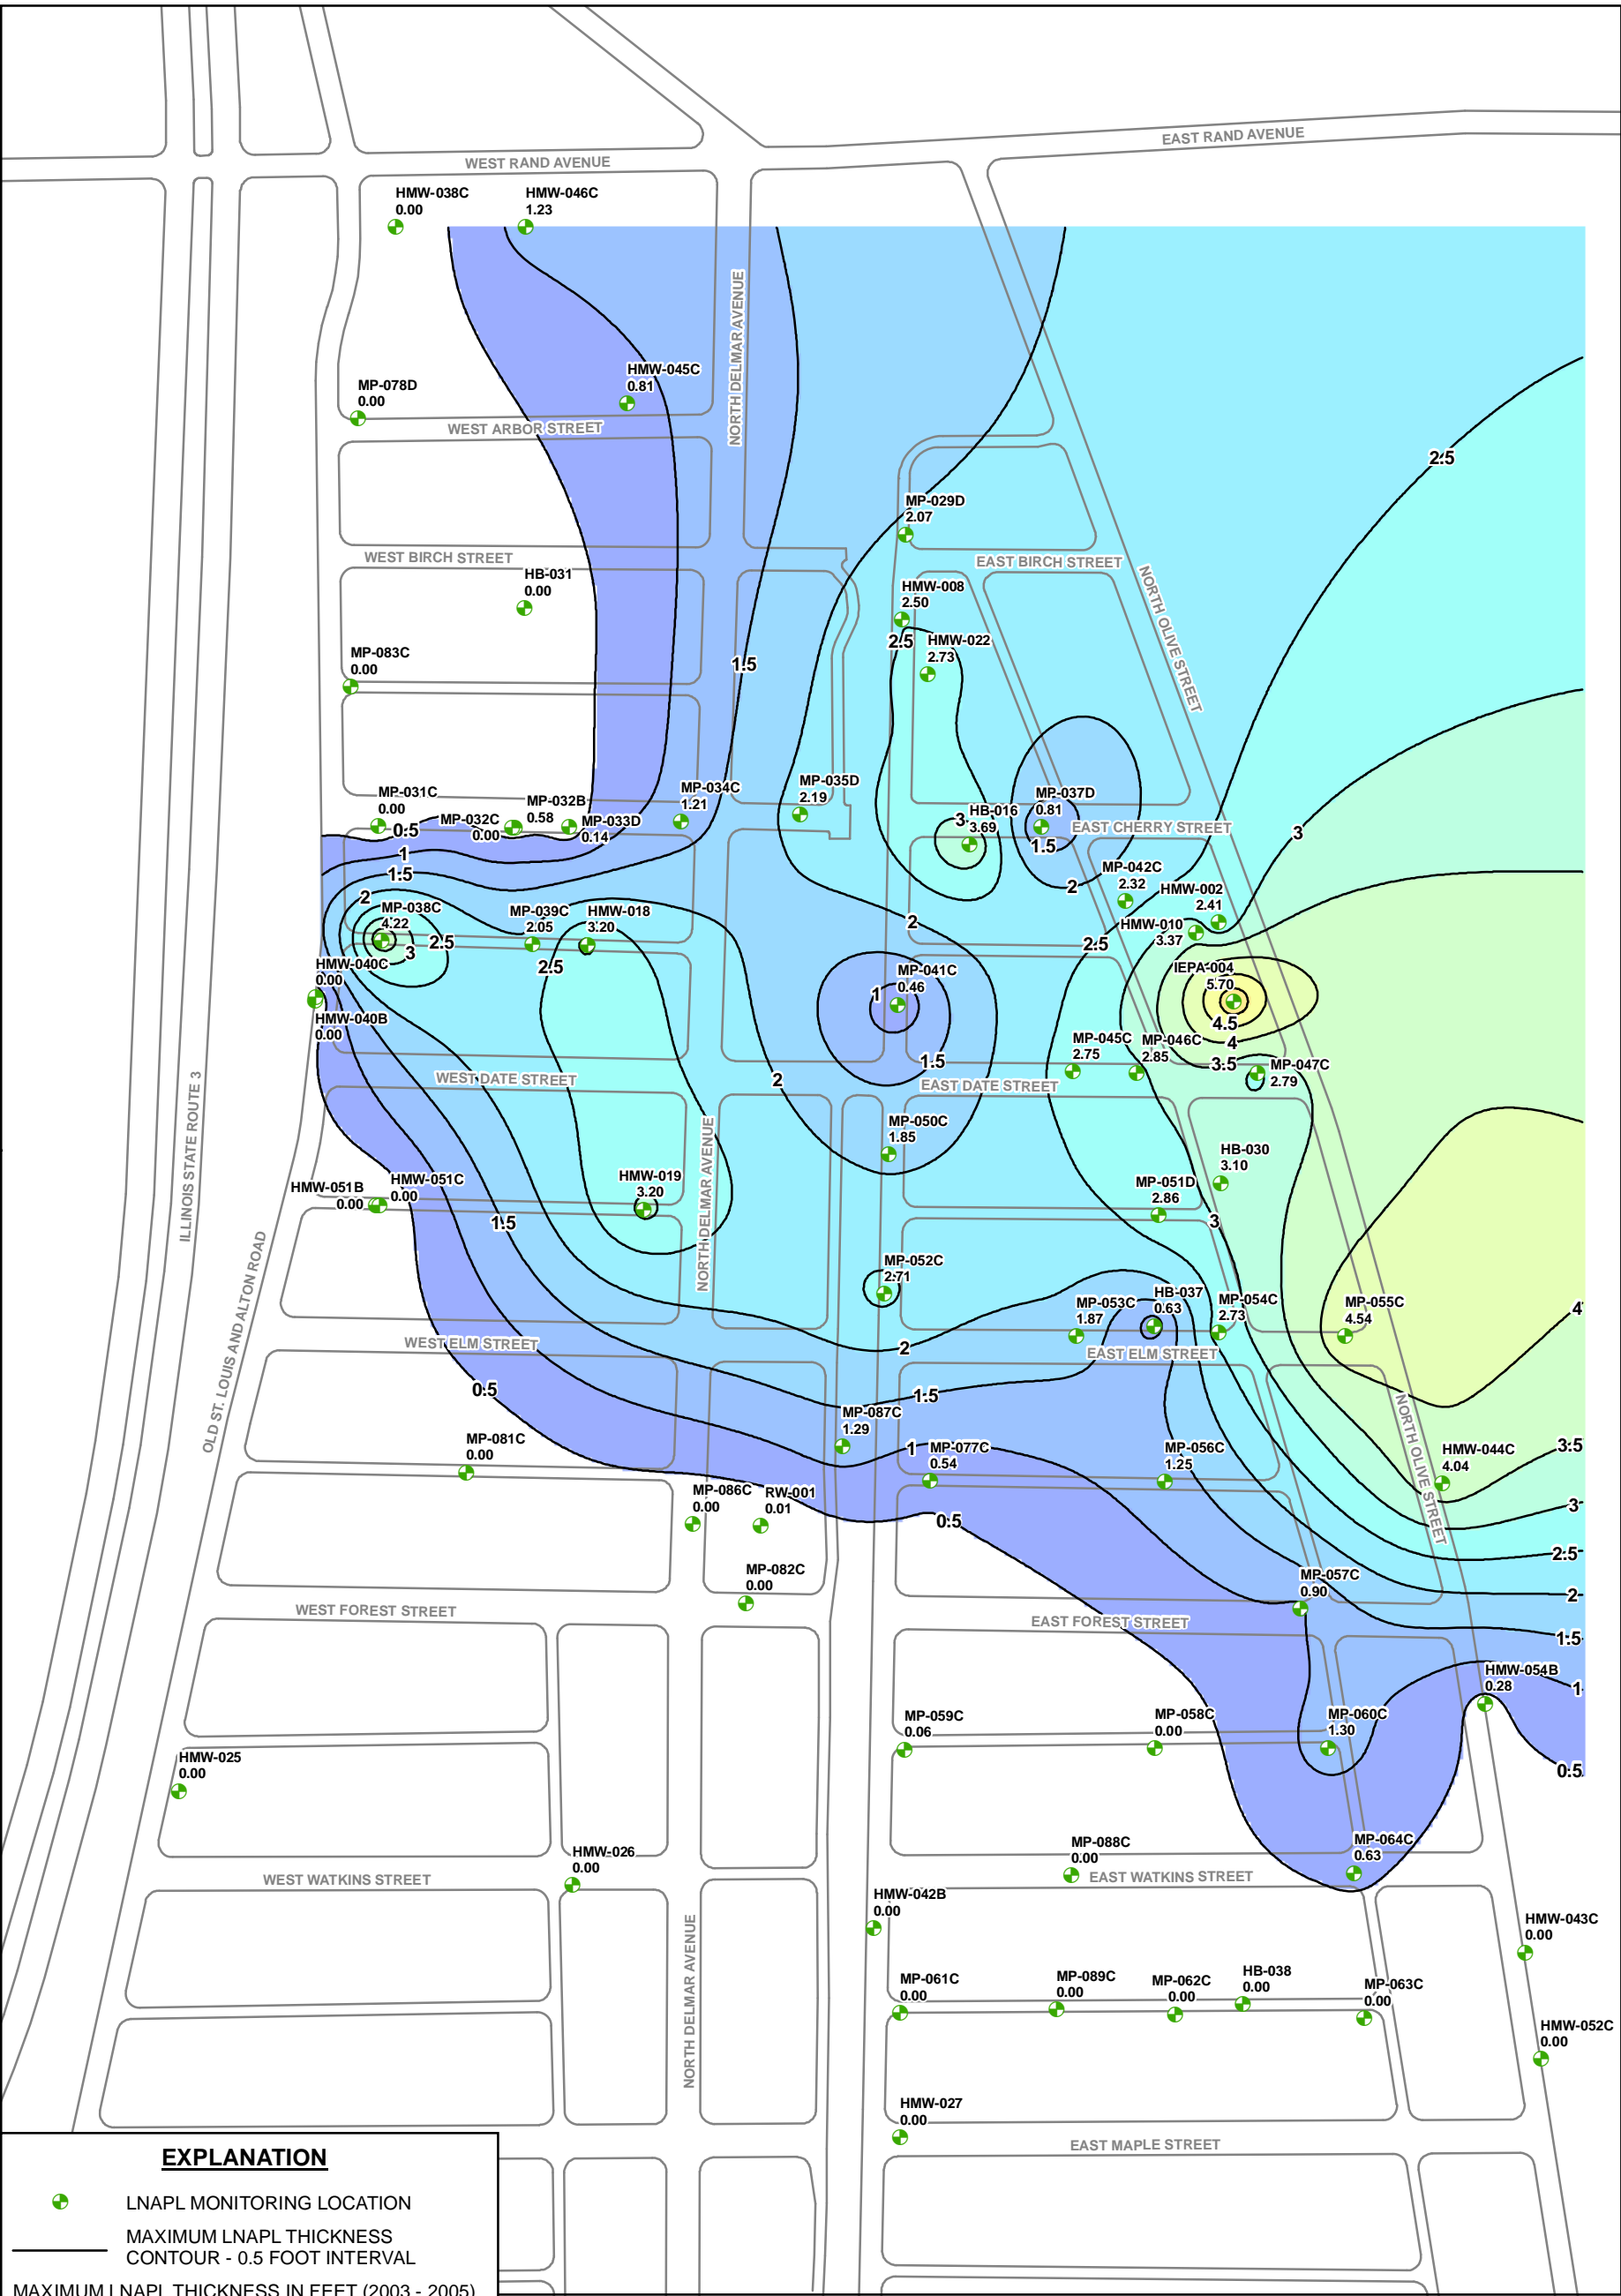 EAST RAND AVENUE
WEST RAND AVENUE
HMW-038C
0.00
HMW-046C
1.23
NORTH DELMAR AVENUE
HMW-045C
0.81
MP-078D
0.00
WEST ARBOR STREET
2.5
MP-029D
2.07
WEST BIRCH STREET
EAST BIRCH STREET
HB-031
0.00
HMW-008
2.50
NORTH OLIVE STREET
2.5
HMW-022
2.73
MP-083C
0.00
1.5
MP-031C
0.00
MP-032B
0.58
MP-032C
0.00
MP-033D
0.14
MP-034C
1.21
MP-035D
2.19
HB-016
3.69
3
MP-037D
0.81
1.5
EAST CHERRY STREET
3
0.5
1
1.5
2
MP-042C
2.32
2
HMW-002
2.41
HMW-010
3.37
MP-038C
4.22
3
2.5
MP-039C
2.05
HMW-018
3.20
2
2.5
2.5
IEPA-004
5.70
4.5
4
3.5
HMW-040C
0.00
HMW-040B
0.00
MP-041C
0.46
1
1.5
MP-045C
2.75
MP-046C
2.85
MP-047C
2.79
WEST DATE STREET
2
EAST DATE STREET
ILLINOIS STATE ROUTE 3
MP-050C
1.85
HB-030
3.10
HMW-051B
0.00
HMW-051C
0.00
HMW-019
3.20
NORTH DELMAR AVENUE
MP-051D
2.86
3
1.5
OLD ST. LOUIS AND ALTON ROAD
MP-052C
2.71
MP-053C
1.87
HB-037
0.63
MP-054C
2.73
MP-055C
4.54
4
WEST ELM STREET
2
EAST ELM STREET
0.5
1.5
NORTH OLIVE STREET
MP-087C
1.29
1
MP-077C
0.54
MP-056C
1.25
3.5
MP-081C
0.00
HMW-044C
4.04
MP-086C
0.00
RW-001
0.01
3
0.5
2.5
MP-082C
0.00
MP-057C
0.90
2
WEST FOREST STREET
EAST FOREST STREET
1.5
HMW-054B
0.28
1
MP-059C
0.06
MP-058C
0.00
MP-060C
1.30
HMW-025
0.00
0.5
MP-088C
0.00
MP-064C
0.63
HMW-026
0.00
WEST WATKINS STREET
EAST WATKINS STREET
HMW-042B
0.00
HMW-043C
0.00
NORTH DELMAR AVENUE
MP-061C
0.00
MP-089C
0.00
MP-062C
0.00
HB-038
0.00
MP-063C
0.00
HMW-052C
0.00
HMW-027
0.00
EAST MAPLE STREET
EXPLANATION
LNAPL MONITORING LOCATION
MAXIMUM LNAPL THICKNESS
CONTOUR - 0.5 FOOT INTERVAL
MAXIMUM LNAPL THICKNESS IN FEET (2003 - 2005)